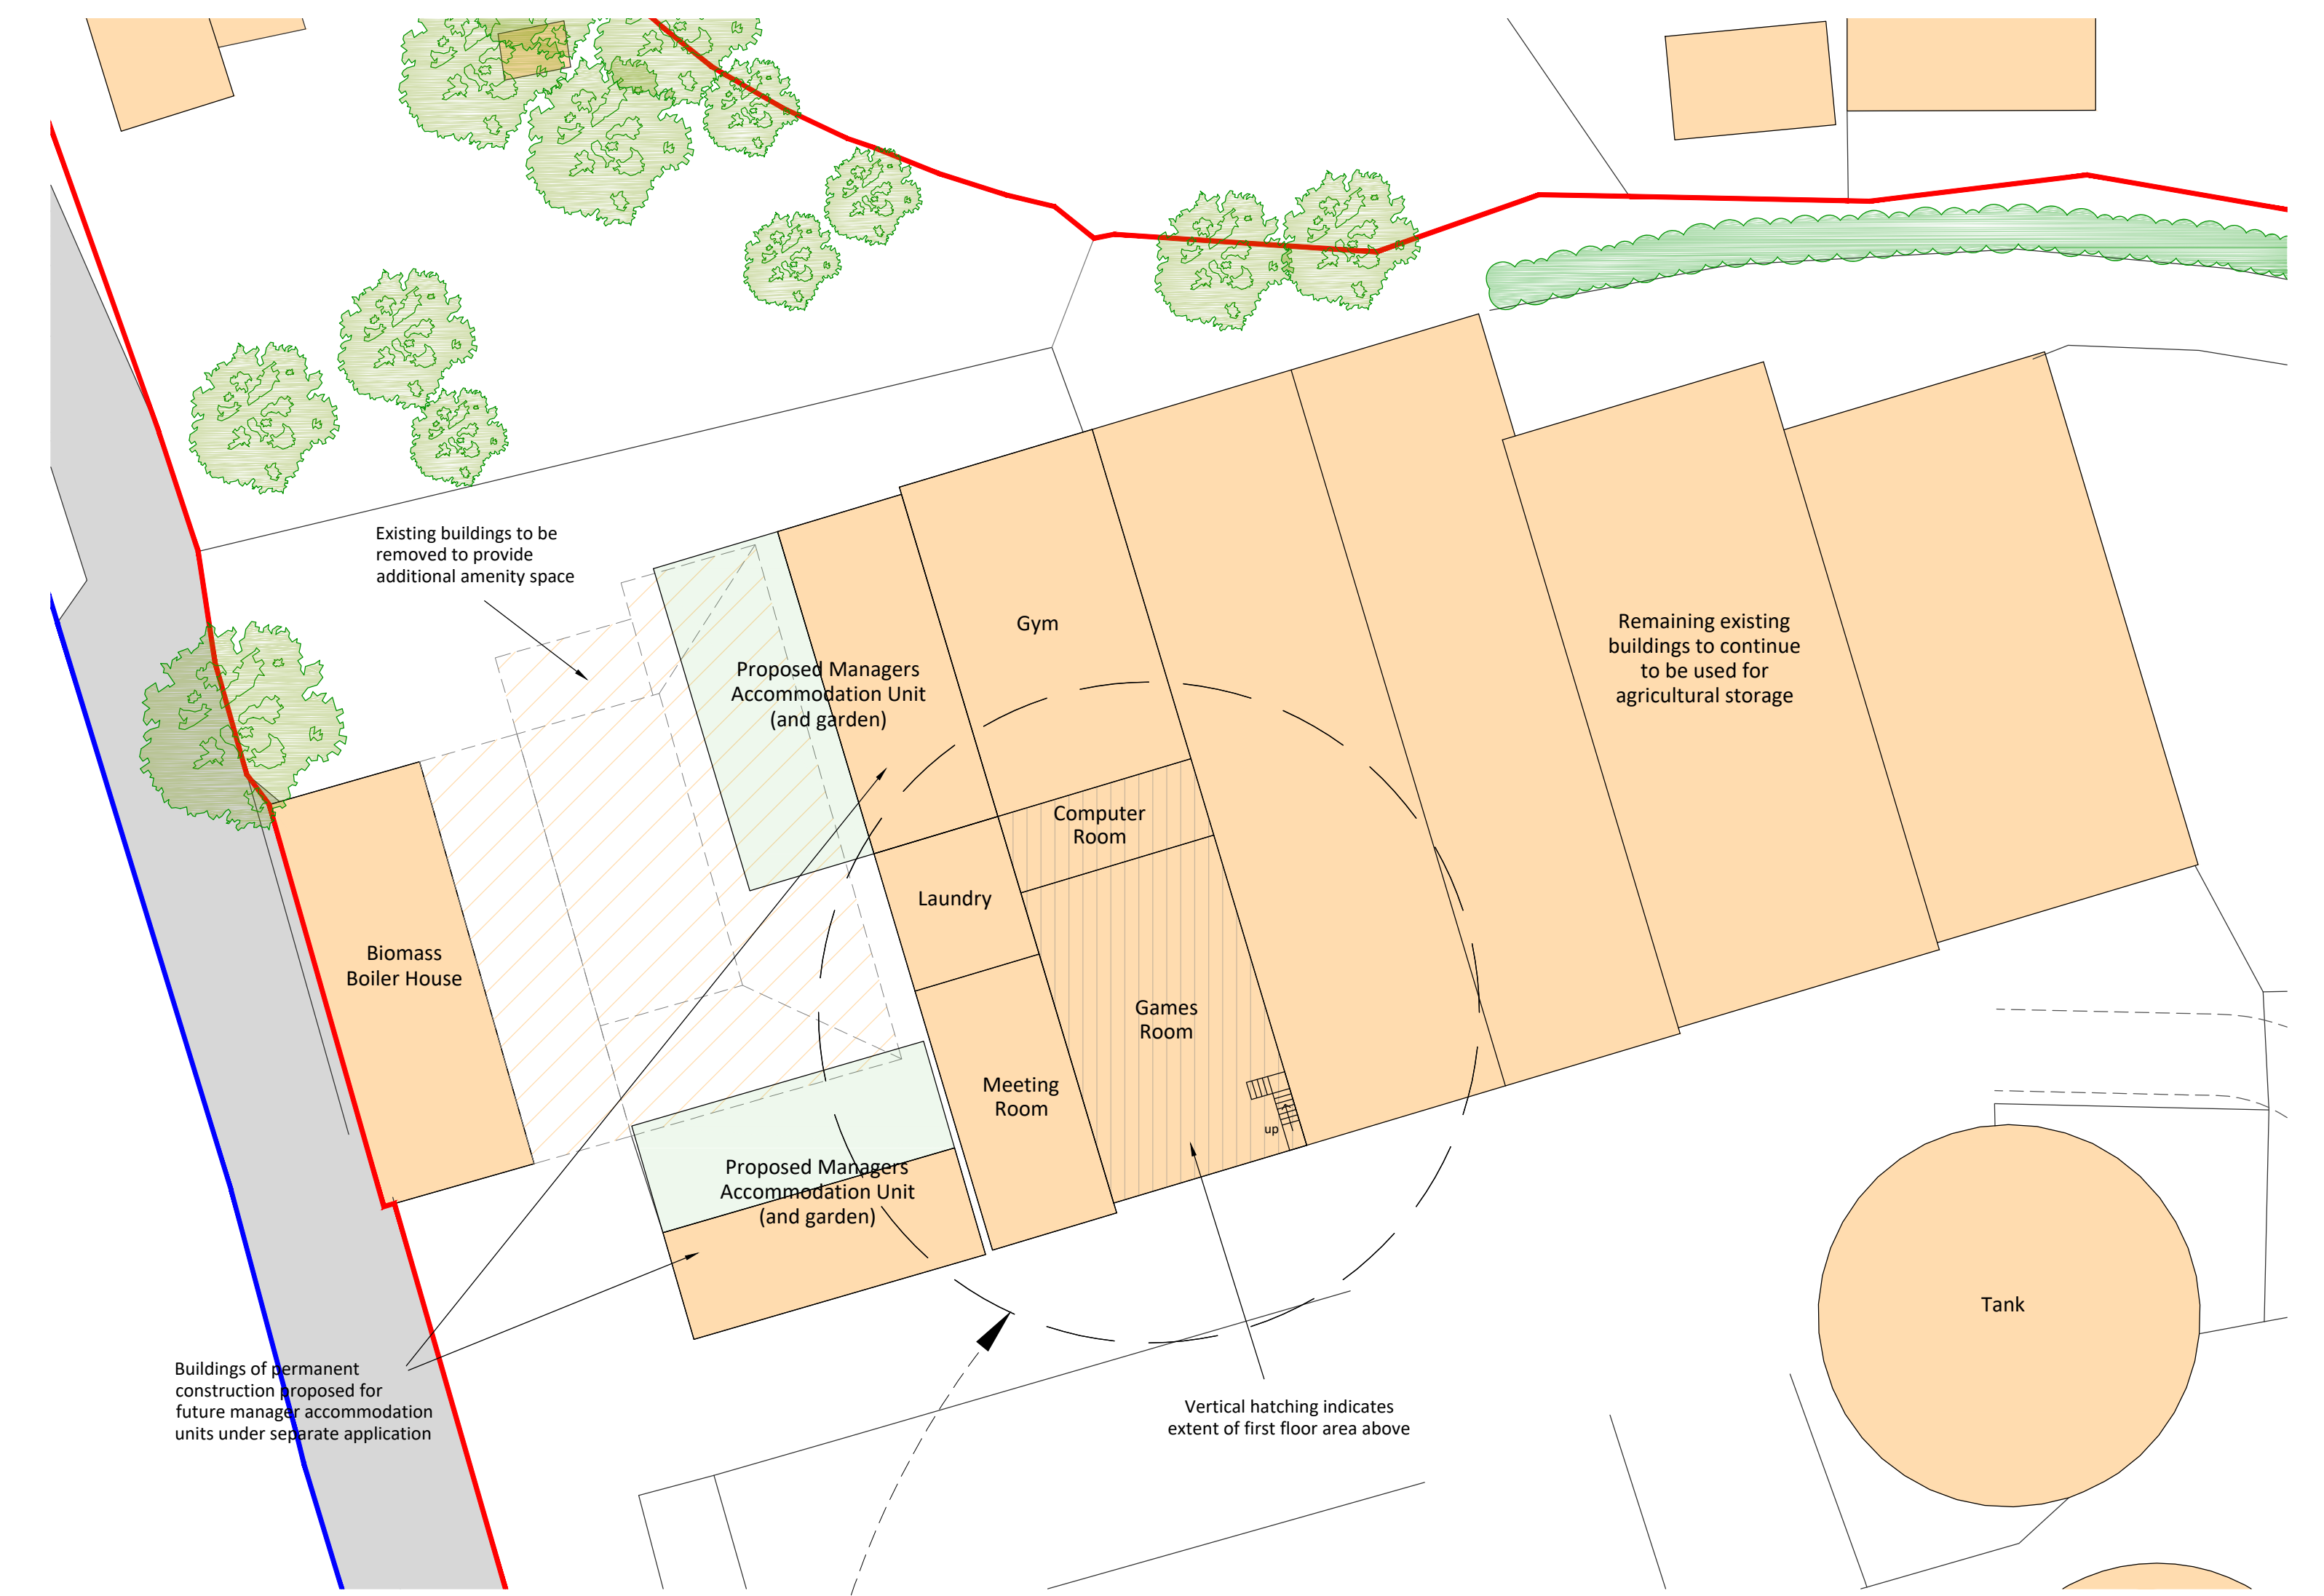 Existing buildings to be
removed to provide
additional amenity space
Gym
Proposed Managers
Accommodation Unit
(and garden)
Remaining existing
buildings to continue
to be used for
agricultural storage
Computer
Room
Laundry
Biomass
Boiler House
Games
Room
Meeting
Room
up
Proposed Managers
Accommodation Unit
(and garden)
Tank
Buildings of permanent
construction proposed for
future manager accommodation
units under separate application
Vertical hatching indicates
extent of first floor area above